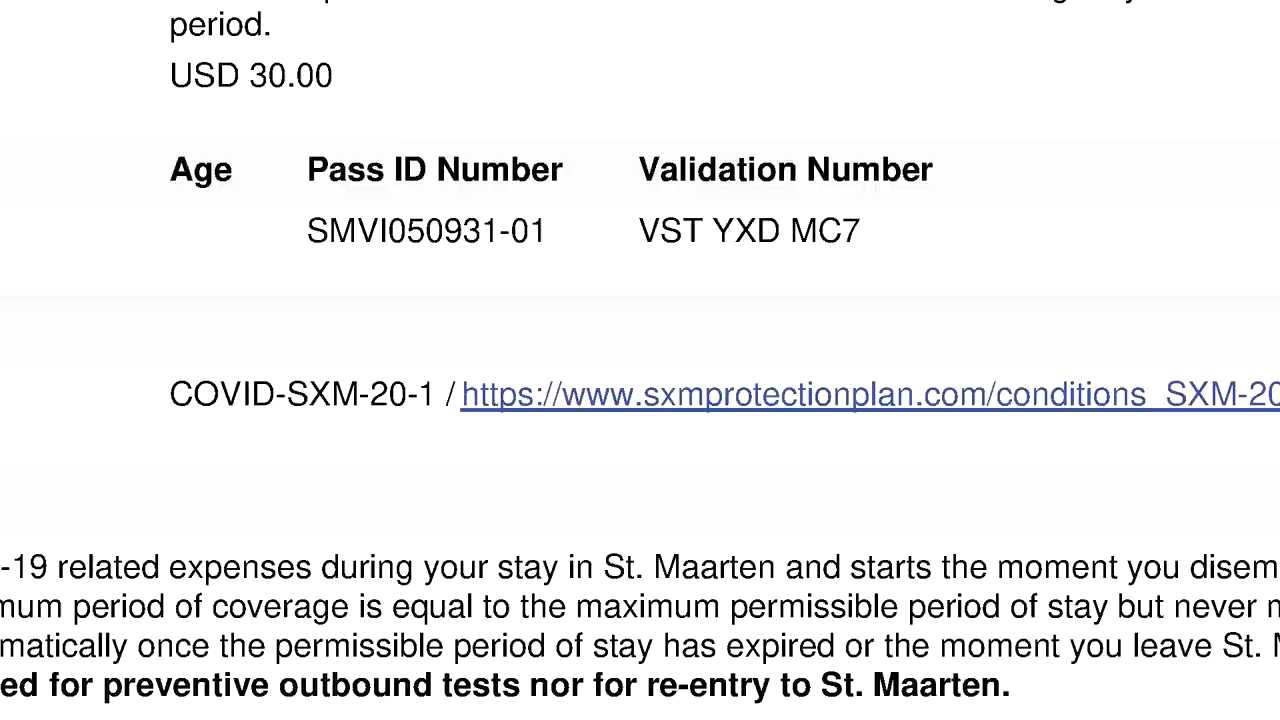 period.
USD 30.00
Age Pass ID Number Validation Number
SMVI050931-01 VST YXD MC7
COVID-SXM-20-1 / https://www.sxmprotectionplan.com/conditions_SXM-20
-19 related expenses during your stay in St. Maarten and starts the moment you disem
mum period of coverage is equal to the maximum permissible period of stay but never m
matically once the permissible period of stay has expired or the moment you leave St. M
ed for preventive outbound tests nor for re-entry to St. Maarten.